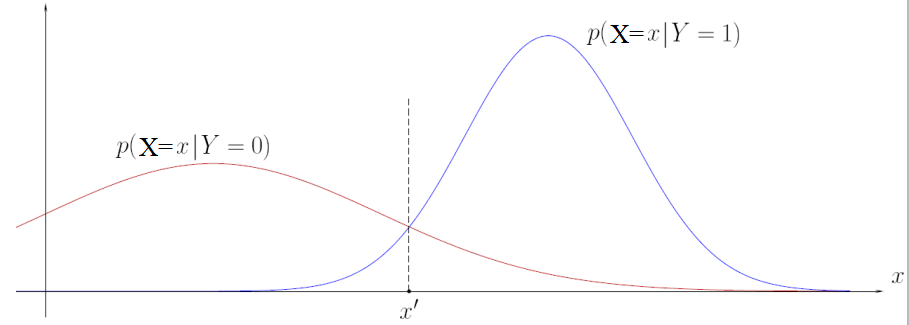 p(X=x|Y = 1)
p(X=x|Y = 0)
x
x′